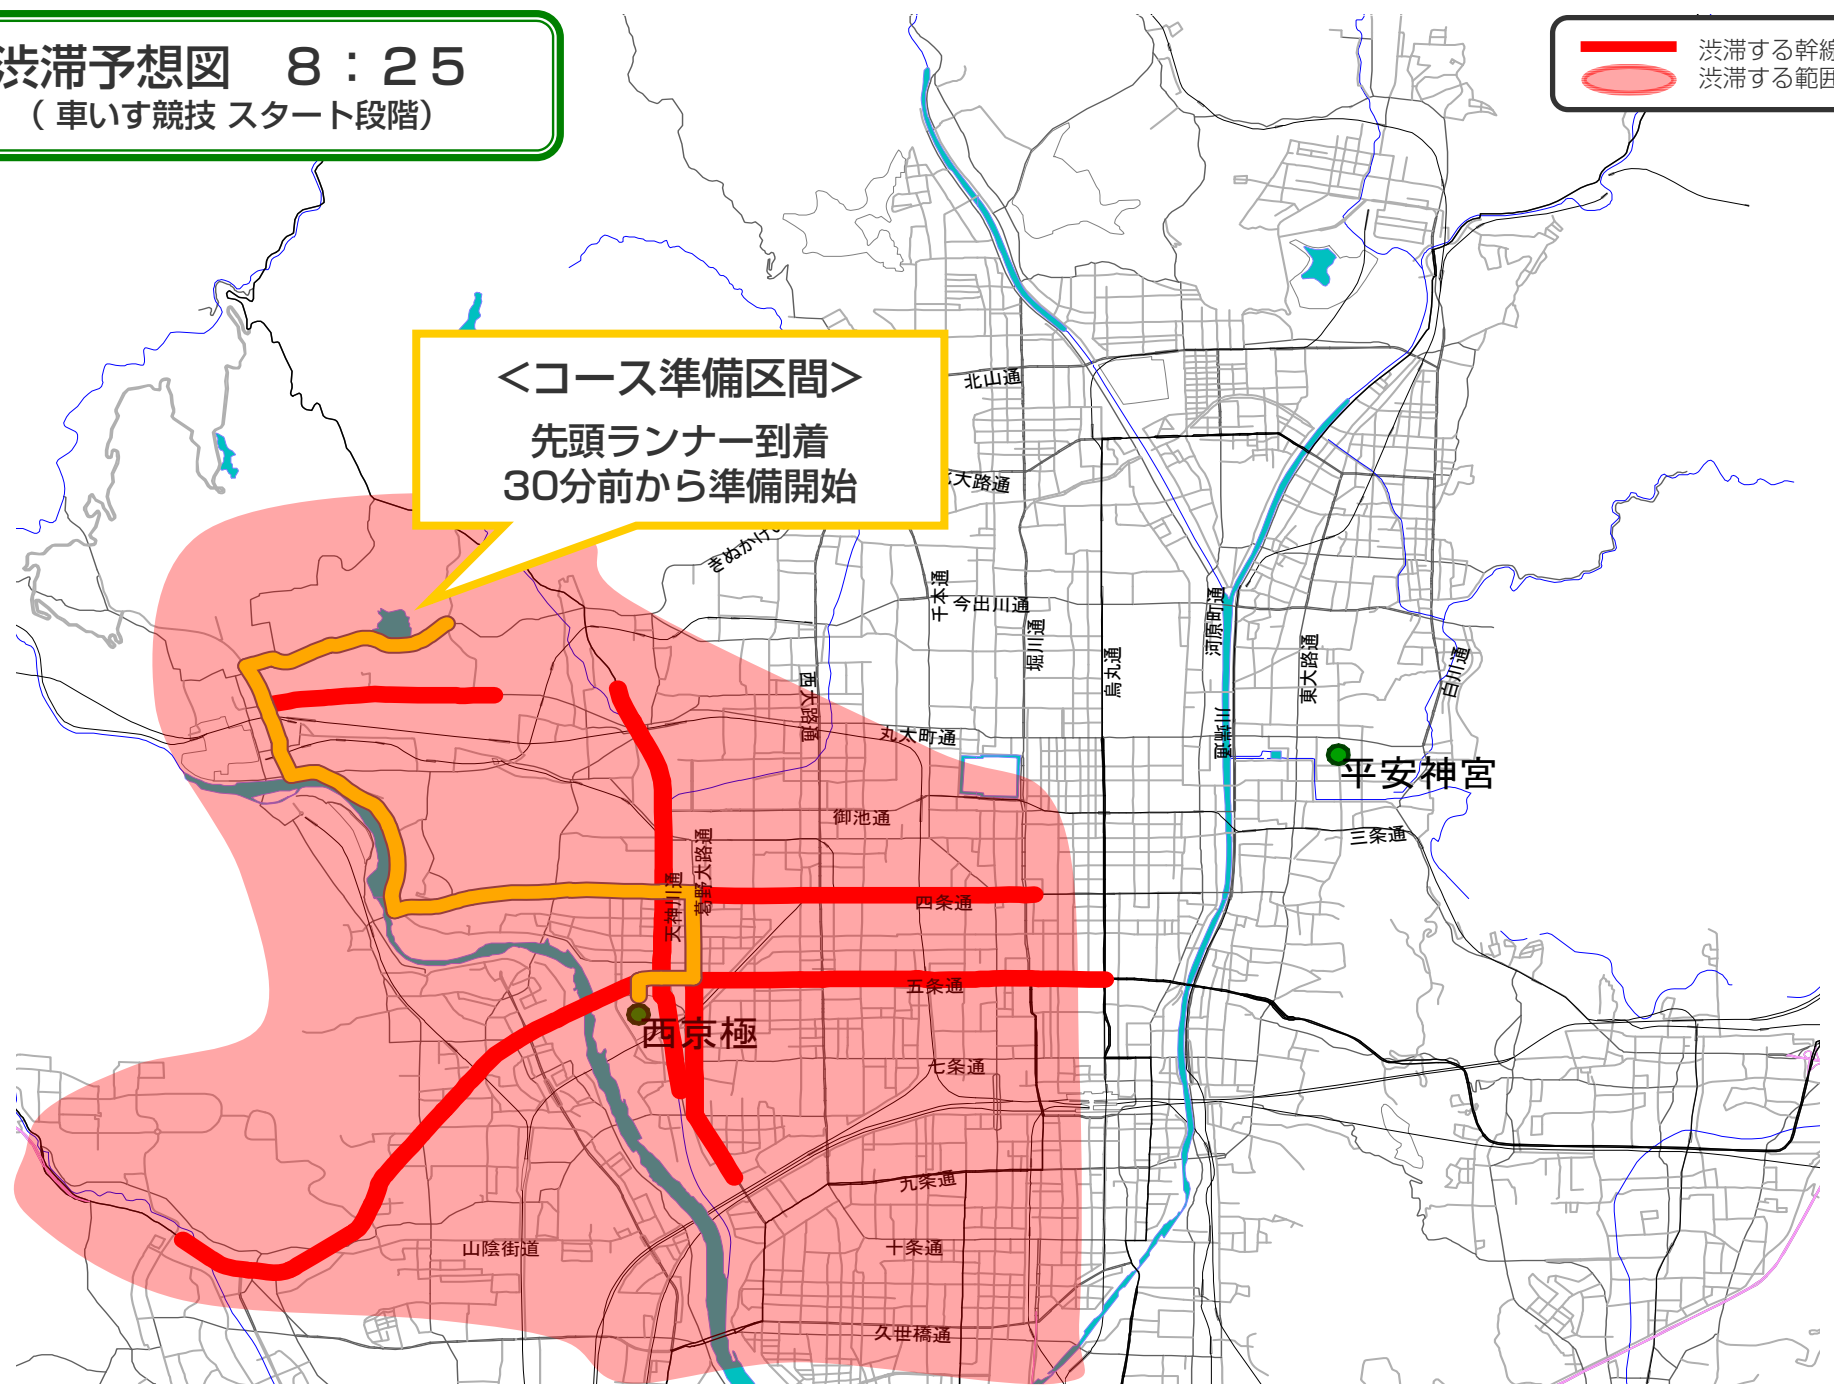 渋滞予想図　８：２５
（ 車いす競技 スタート段階）
渋滞する幹線
渋滞する範囲
＜コース準備区間＞
先頭ランナー到着
30分前から準備開始
北山通
大路通
きぬかけ
千本通
今出川通
堀川通
烏丸通
河原町通
東大路通
白川通
西大路通
丸太町通
川端通
平安神宮
御池通
三条通
天神川通
葛野大路通
四条通
五条通
西京極
七条通
九条通
山陰街道
十条通
久世橋通